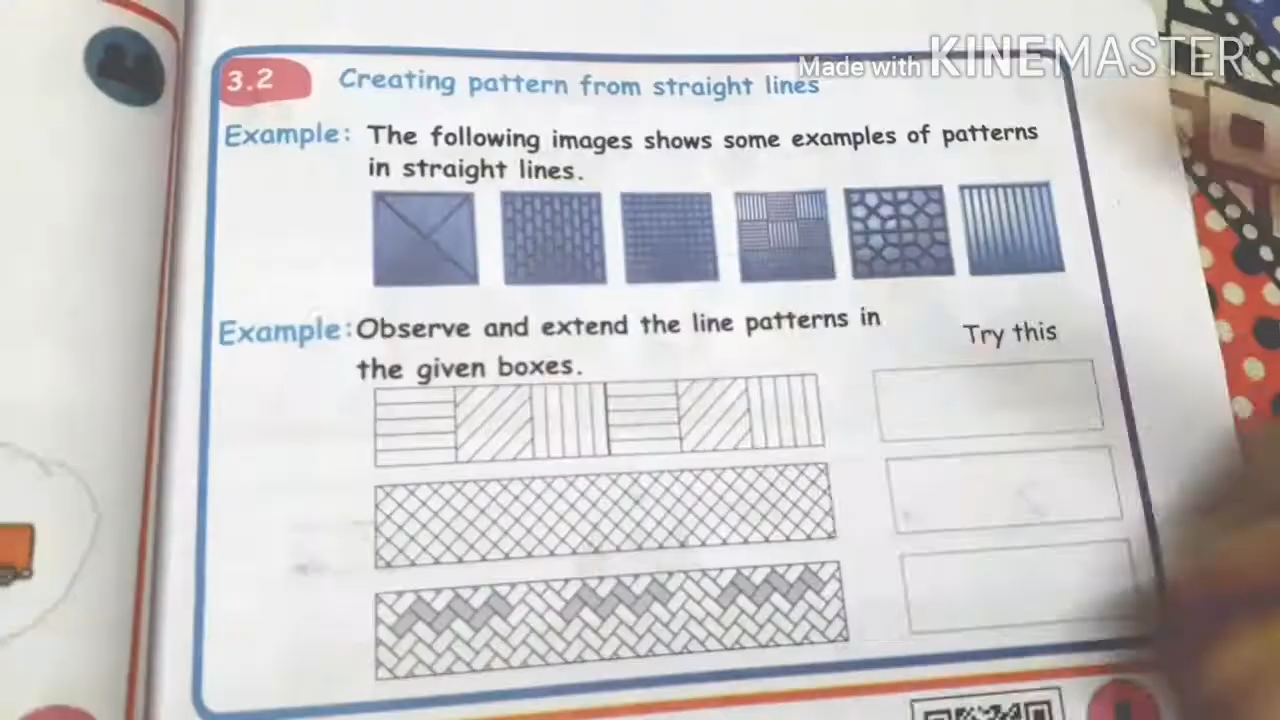 Made with KINEMASTER
3.2 Creating pattern from straight lines
Example: The following images shows some examples of patterns
in straight lines.
Example: Observe and extend the line patterns in
the given boxes.
Try this